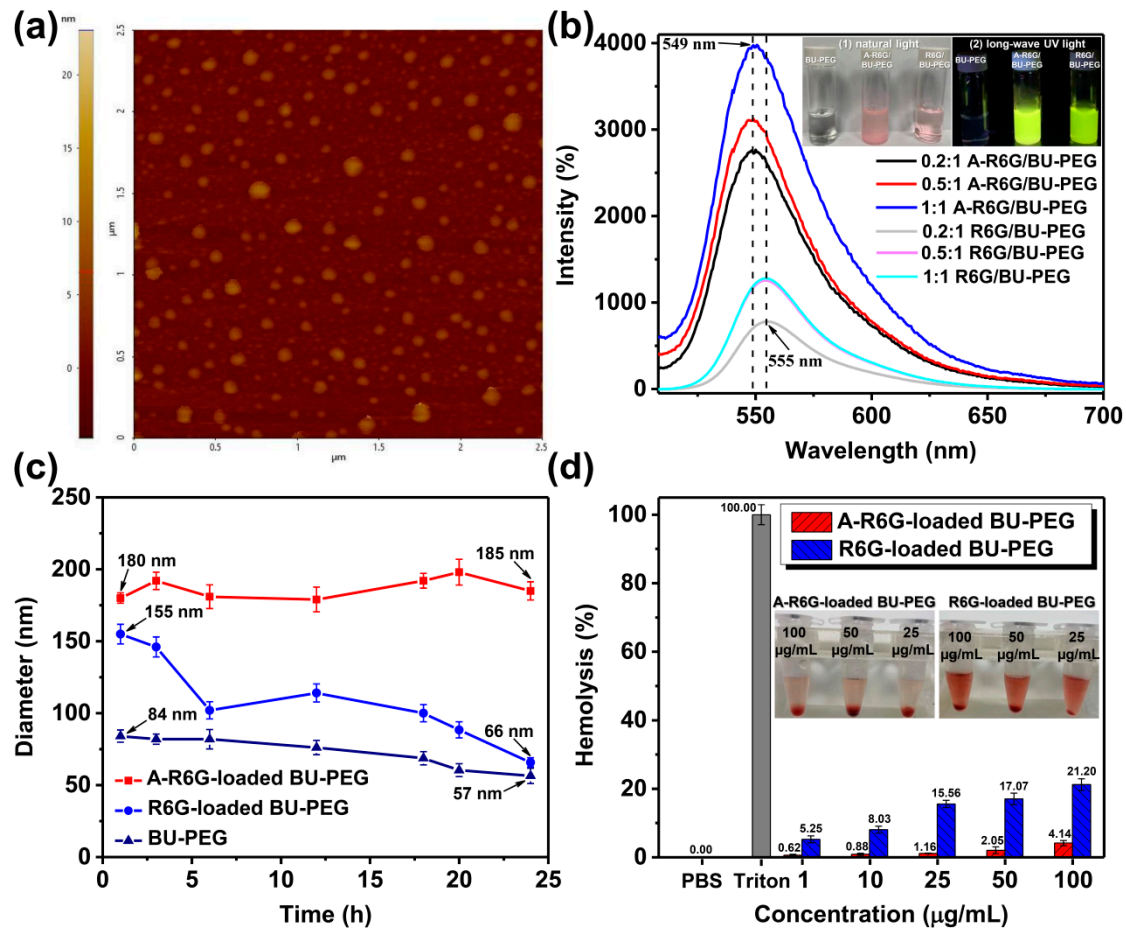 (a)
nm
20
10
5
0
2.5
2
1.5
μm
1
0.5
0
0
0.5
1
μm
1.5
2
2.5
(b)
549 nm
(1) natural light
BU-PEG
A-R6G/
BU-PEG
R6G/
BU-PEG
(2) long-wave UV light
BU-PEG
A-R6G/
BU-PEG
R6G/
BU-PEG
0.2:1 A-R6G/BU-PEG
0.5:1 A-R6G/BU-PEG
1:1 A-R6G/BU-PEG
0.2:1 R6G/BU-PEG
0.5:1 R6G/BU-PEG
1:1 R6G/BU-PEG
555 nm
Intensity (%)
4000
3000
2000
1000
0
550
600
650
700
Wavelength (nm)
(c)
Diameter (nm)
250
200
150
100
50
0
180 nm
185 nm
155 nm
84 nm
66 nm
57 nm
A-R6G-loaded BU-PEG
R6G-loaded BU-PEG
BU-PEG
0
5
10
15
20
25
Time (h)
(d)
Hemolysis (%)
100
80
60
40
20
0
100.00
A-R6G-loaded BU-PEG
R6G-loaded BU-PEG
A-R6G-loaded BU-PEG
100
μg/mL
50
μg/mL
25
μg/mL
R6G-loaded BU-PEG
100
μg/mL
50
μg/mL
25
μg/mL
0.00
0.62
5.25
0.88
8.03
1.16
15.56
2.05
17.07
4.14
21.20
PBS
Triton
1
10
25
50
100
Concentration (μg/mL)